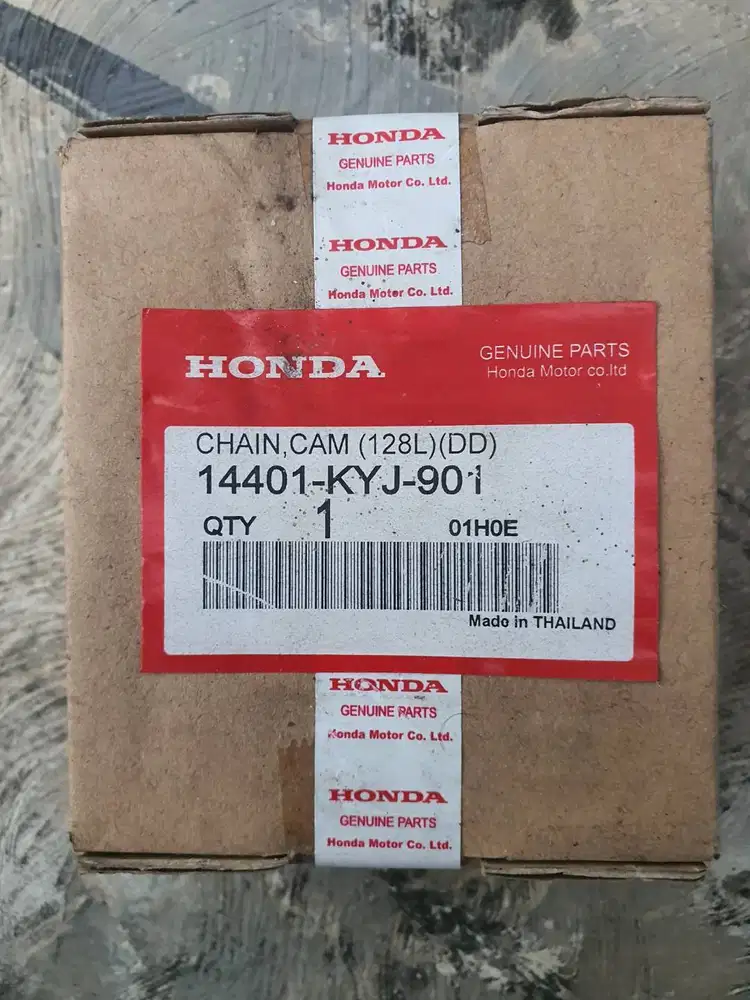 HONDA
GENUINE PARTS
Honda Motor Co. Ltd.
HONDA
GENUINE PARTS
Honda Motor Co. Ltd.
HONDA
GENUINE PARTS
Honda Motor co.ltd
CHAIN,CAM (128L)(DD)
14401-KYJ-901
QTY 1 01H0E
Made in THAILAND
HONDA
GENUINE PARTS
Honda Motor Co. Ltd.
HONDA
GENUINE PARTS
Honda Motor Co. Ltd.